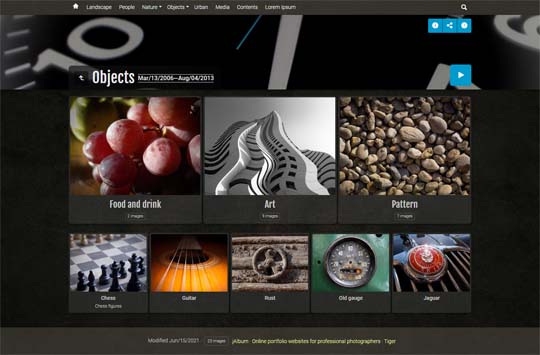 Landscape People Nature Objects Urban Media Contents Lorem ipsum
Objects Mar/13/2006—Aug/04/2013
Food and drink Art Pattern
2 images 9 images 7 images
Chess Guitar Rust Old gauge Jaguar
Chess figures
Modified Jun/15/2021 23 images jAlbum · Online portfolio websites for professional photographers · Tiger